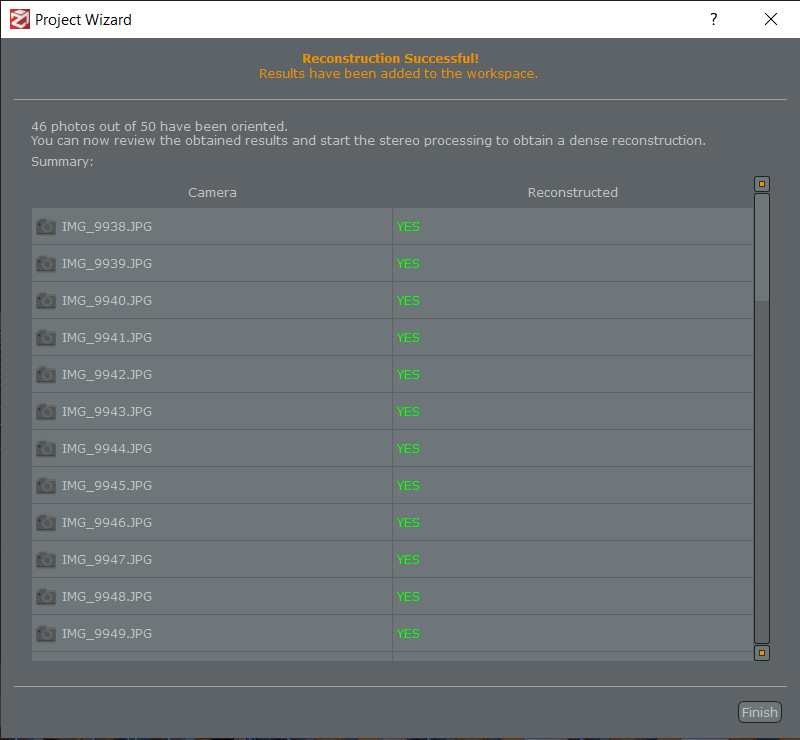 Project Wizard
?
Reconstruction Successful!
Results have been added to the workspace.
46 photos out of 50 have been oriented.
You can now review the obtained results and start the stereo processing to obtain a dense reconstruction.
Summary:
Camera Reconstructed
IMG_9938.JPG YES
IMG_9939.JPG YES
IMG_9940.JPG YES
IMG_9941.JPG YES
IMG_9942.JPG YES
IMG_9943.JPG YES
IMG_9944.JPG YES
IMG_9945.JPG YES
IMG_9946.JPG YES
IMG_9947.JPG YES
IMG_9948.JPG YES
IMG_9949.JPG YES
Finish